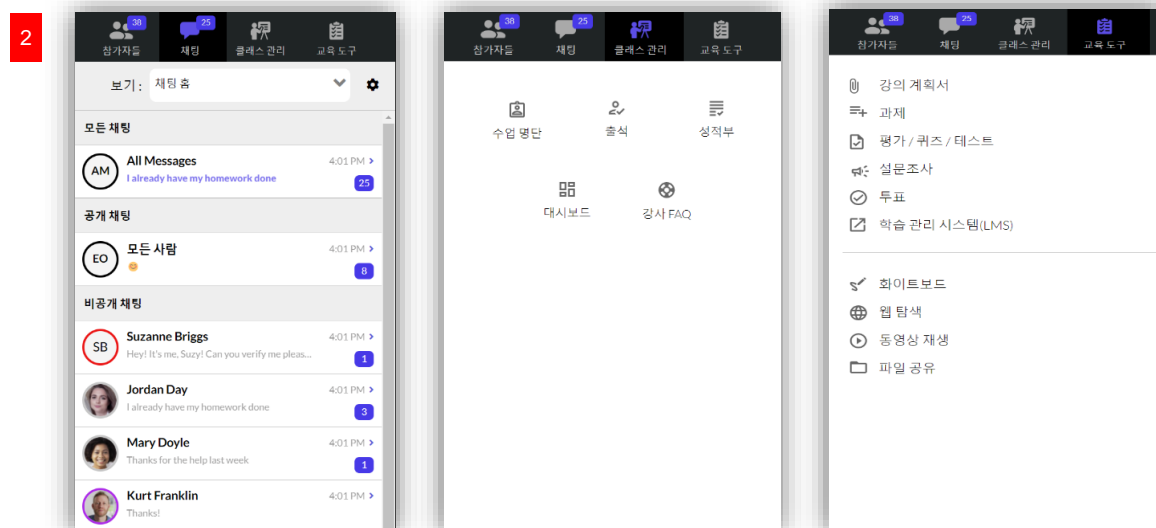 2
38
25
참가자들
채팅
클래스 관리
교육 도구
보기 :
채팅 홈
모든 채팅
AM
All Messages
4:01 PM
I already have my homework done
25
공개 채팅
EO
모든 사람
4:01 PM
8
비공개 채팅
SB
Suzanne Briggs
4:01 PM
Hey! It's me, Suzy! Can you verify me pleas...
1
Jordan Day
4:01 PM
I already have my homework done
3
Mary Doyle
4:01 PM
Thanks for the help last week
1
Kurt Franklin
4:01 PM
Thanks!
38
25
참가자들
채팅
클래스 관리
교육 도구
수업 명단
출석
성적부
대시보드
강사 FAQ
38
25
참가자들
채팅
클래스 관리
교육 도구
강의 계획서
과제
평가 / 퀴즈 / 테스트
설문조사
투표
학습 관리 시스템(LMS)
화이트보드
웹 탐색
동영상 재생
파일 공유